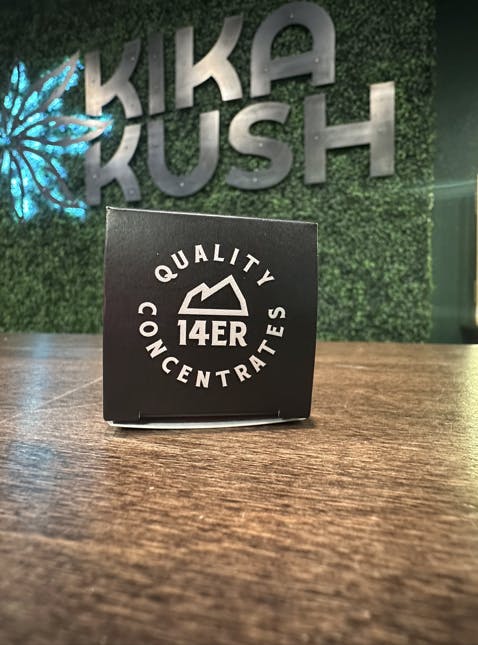 KIKA
KUSH
QUALITY
14ER
CONCENTRATES